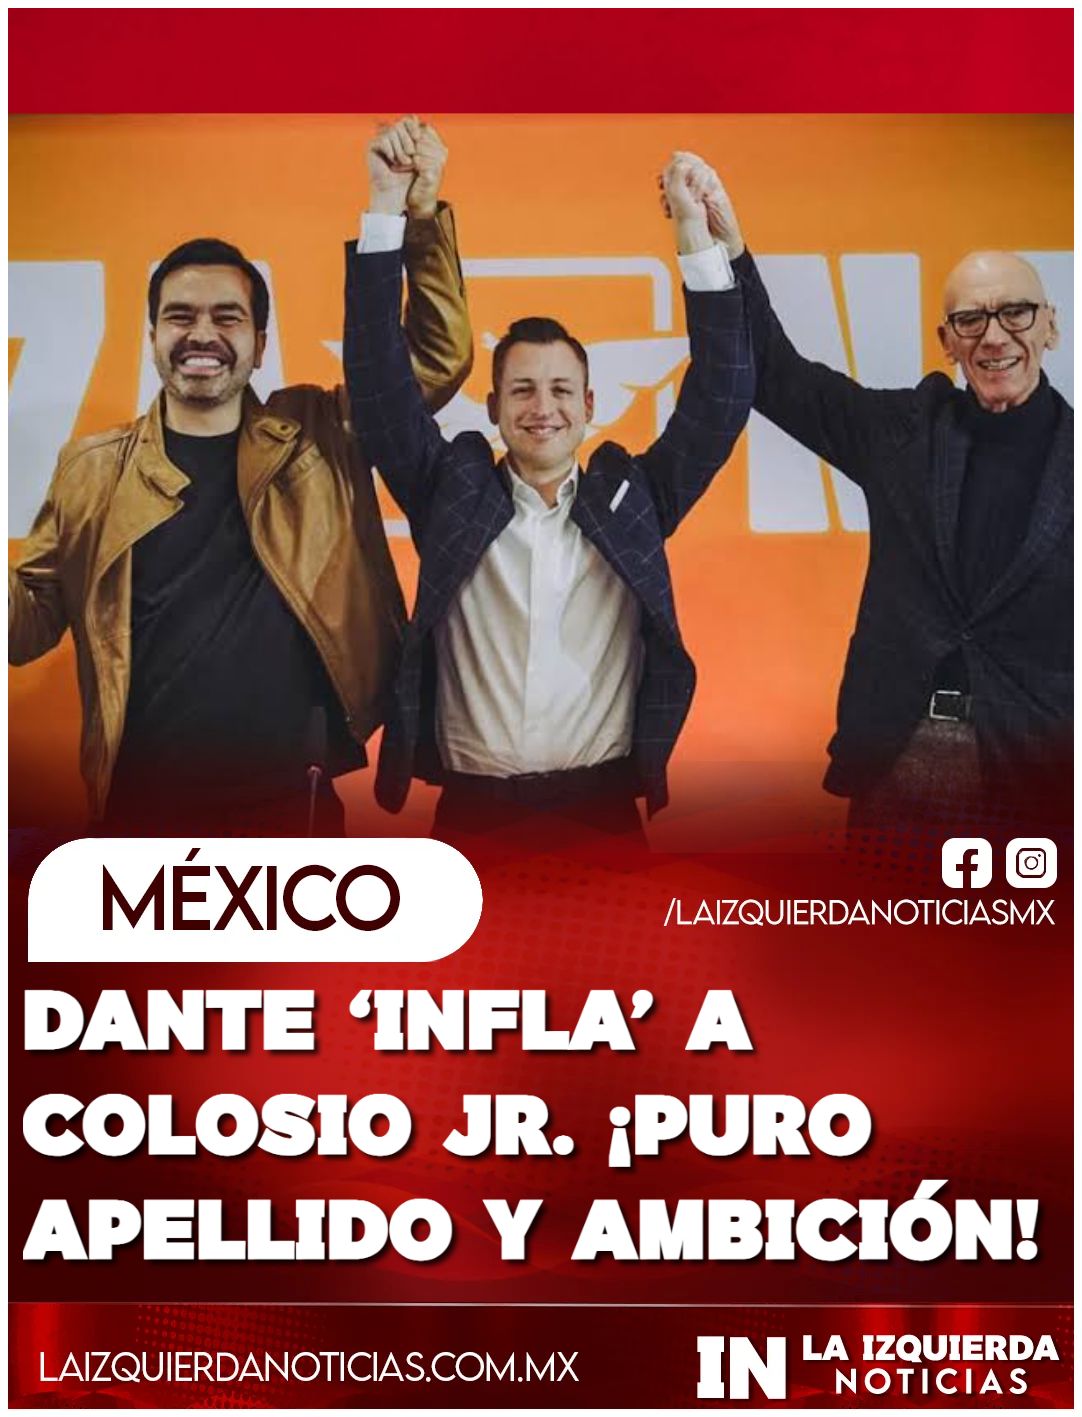 MÉXICO
/LAIZQUIERDANOTICIASMX
DANTE ‘INFLA’ A
COLOSIO JR. ¡PURO
APELLIDO Y AMBICIÓN!
LAIZQUIERDANOTICIAS.COM.MX
IN LA IZQUIERDA
NOTICIAS